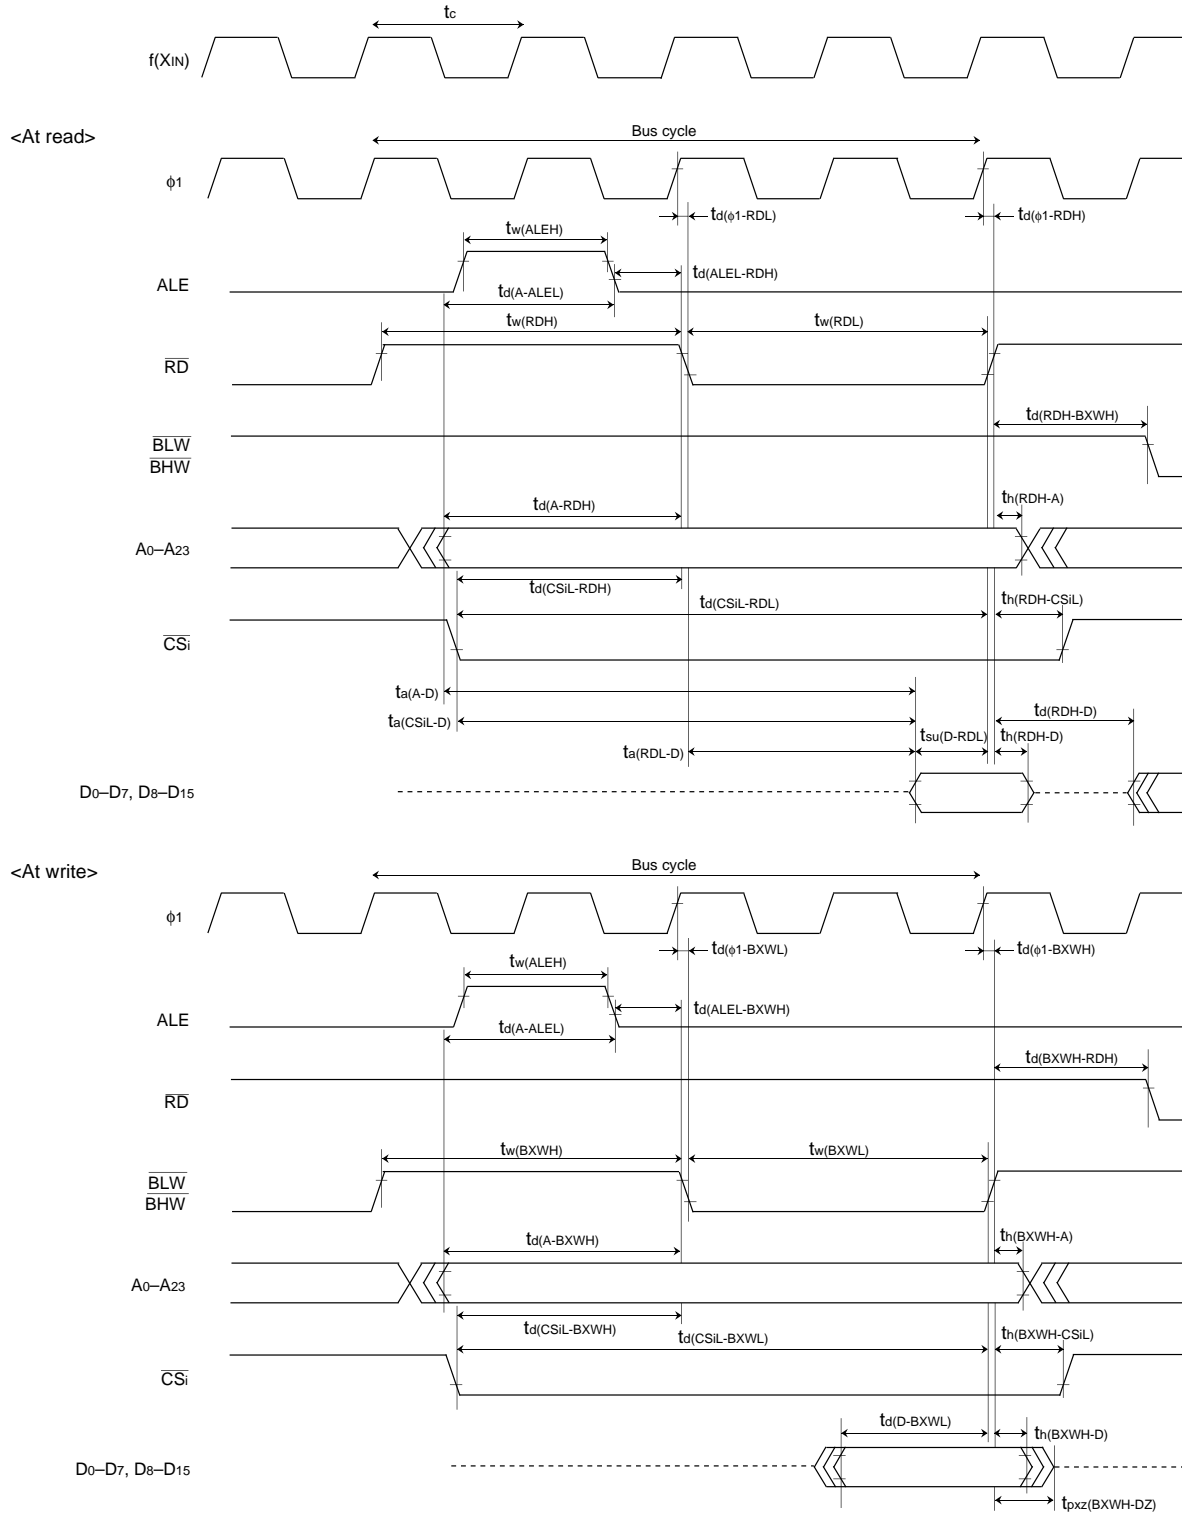 tc
f(XIN)
<At read>
Bus cycle
ϕ1
td(ϕ1-RDL)
td(ϕ1-RDH)
tw(ALEH)
td(ALEL-RDH)
ALE
td(A-ALEL)
tw(RDH)
tw(RDL)
RD
td(RDH-BXWH)
BLW
BHW
td(A-RDH)
th(RDH-A)
A0–A23
td(CSiL-RDH)
td(CSiL-RDL)
th(RDH-CSiL)
CSi
ta(A-D)
td(RDH-D)
ta(CSiL-D)
tsu(D-RDL)
th(RDH-D)
ta(RDL-D)
D0–D7, D8–D15
<At write>
Bus cycle
ϕ1
td(ϕ1-BXWL)
td(ϕ1-BXWH)
tw(ALEH)
td(ALEL-BXWH)
ALE
td(A-ALEL)
td(BXWH-RDH)
RD
tw(BXWH)
tw(BXWL)
BLW
BHW
td(A-BXWH)
th(BXWH-A)
A0–A23
td(CSiL-BXWH)
td(CSiL-BXWL)
th(BXWH-CSiL)
CSi
td(D-BXWL)
th(BXWH-D)
D0–D7, D8–D15
tpxz(BXWH-DZ)